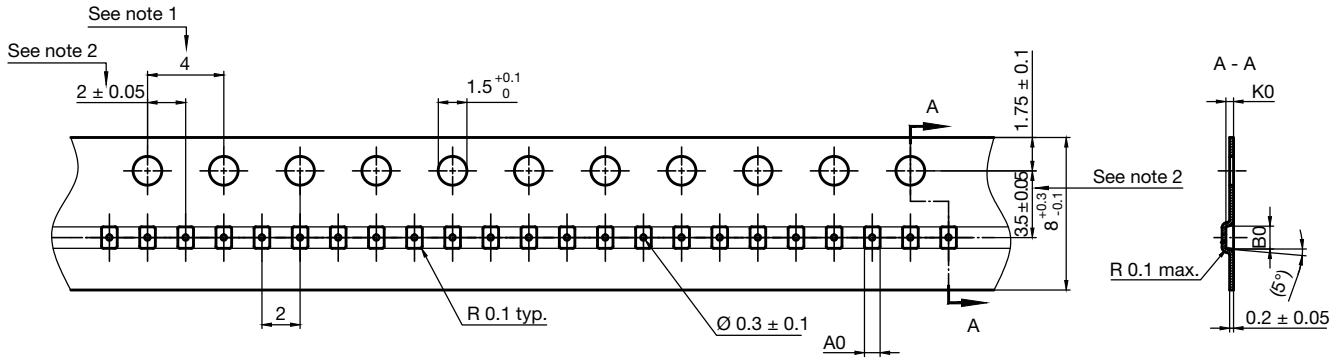 See note 1
See note 2
4
2 ± 0.05
1.5 +0.1 0
A
1.75 ± 0.1
A - A
K0
See note 2
3.5 ± 0.05
8 +0.3 -0.1
B0
R 0.1 max.
(5°)
2
R 0.1 typ.
Ø 0.3 ± 0.1
A
0.2 ± 0.05
A0